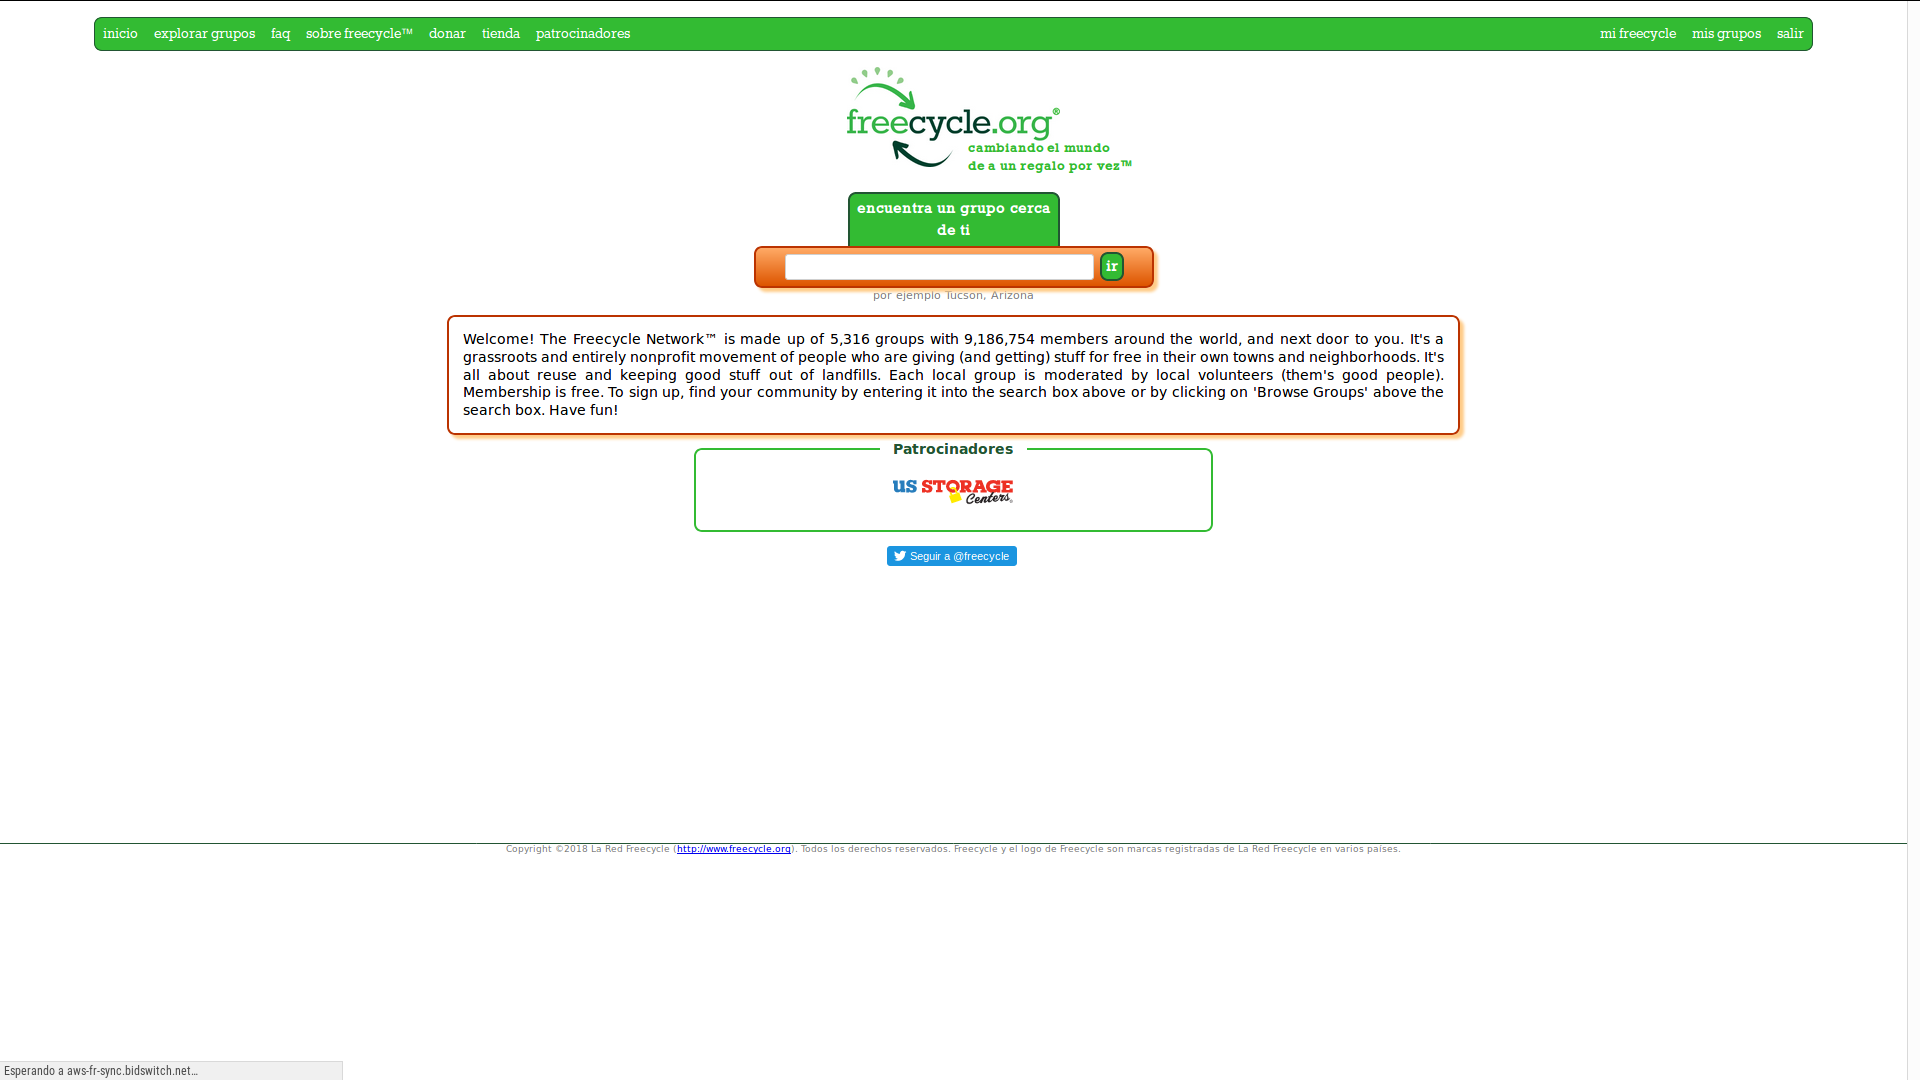 inicio explorar grupos faq sobre freecycle™ donar tienda patrocinadores mi freecycle mis grupos salir
freecycle.org®
cambiando el mundo
de a un regalo por vez™
encuentra un grupo cerca
de ti
ir
por ejemplo Tucson, Arizona
Welcome! The Freecycle Network™ is made up of 5,316 groups with 9,186,754 members around the world, and next door to you. It's a
grassroots and entirely nonprofit movement of people who are giving (and getting) stuff for free in their own towns and neighborhoods. It's
all about reuse and keeping good stuff out of landfills. Each local group is moderated by local volunteers (them's good people).
Membership is free. To sign up, find your community by entering it into the search box above or by clicking on 'Browse Groups' above the
search box. Have fun!
Patrocinadores
US STORAGE
Centers
Seguir a @freecycle
Copyright ©2018 La Red Freecycle (http://www.freecycle.org). Todos los derechos reservados. Freecycle y el logo de Freecycle son marcas registradas de La Red Freecycle en varios países.
Esperando a aws-fr-sync.bidswitch.net...